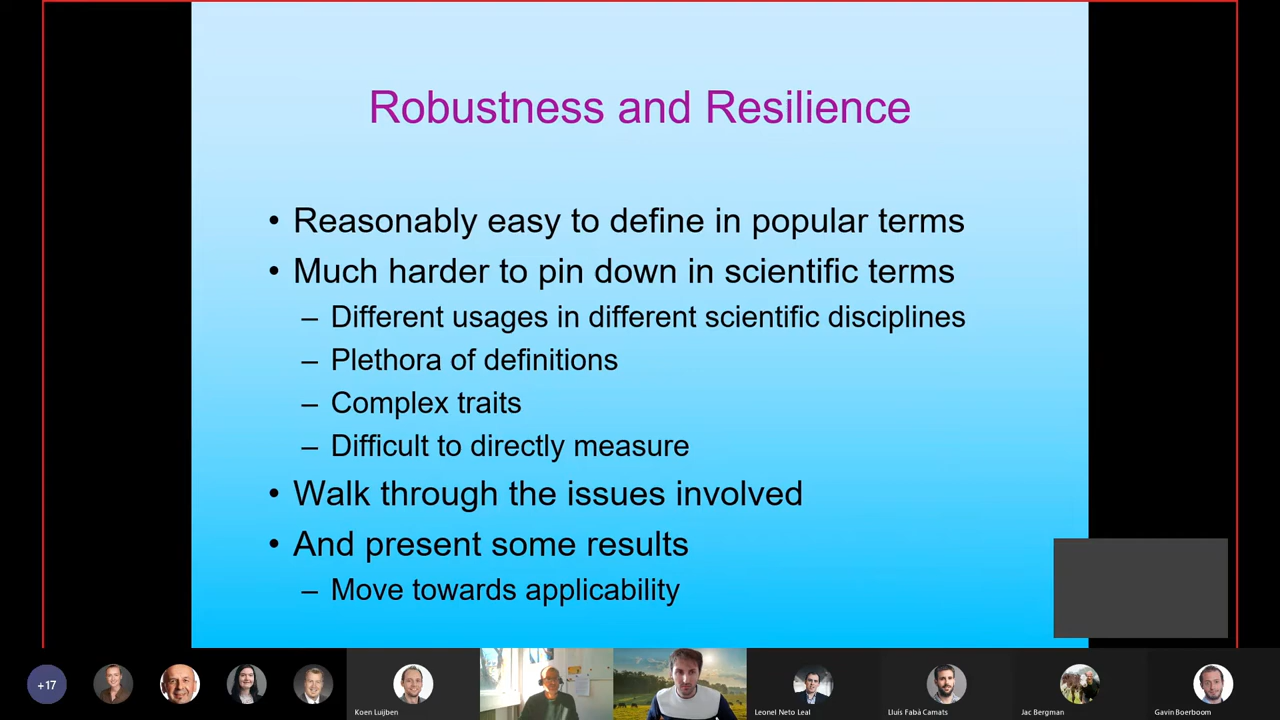 Robustness and Resilience
• Reasonably easy to define in popular terms
• Much harder to pin down in scientific terms
– Different usages in different scientific disciplines
– Plethora of definitions
– Complex traits
– Difficult to directly measure
• Walk through the issues involved
• And present some results
– Move towards applicability
+17
Koen Luijben
Leonel Neto Leal
Lluís Fabà Camats
Jac Bergman
Gavin Boerboom